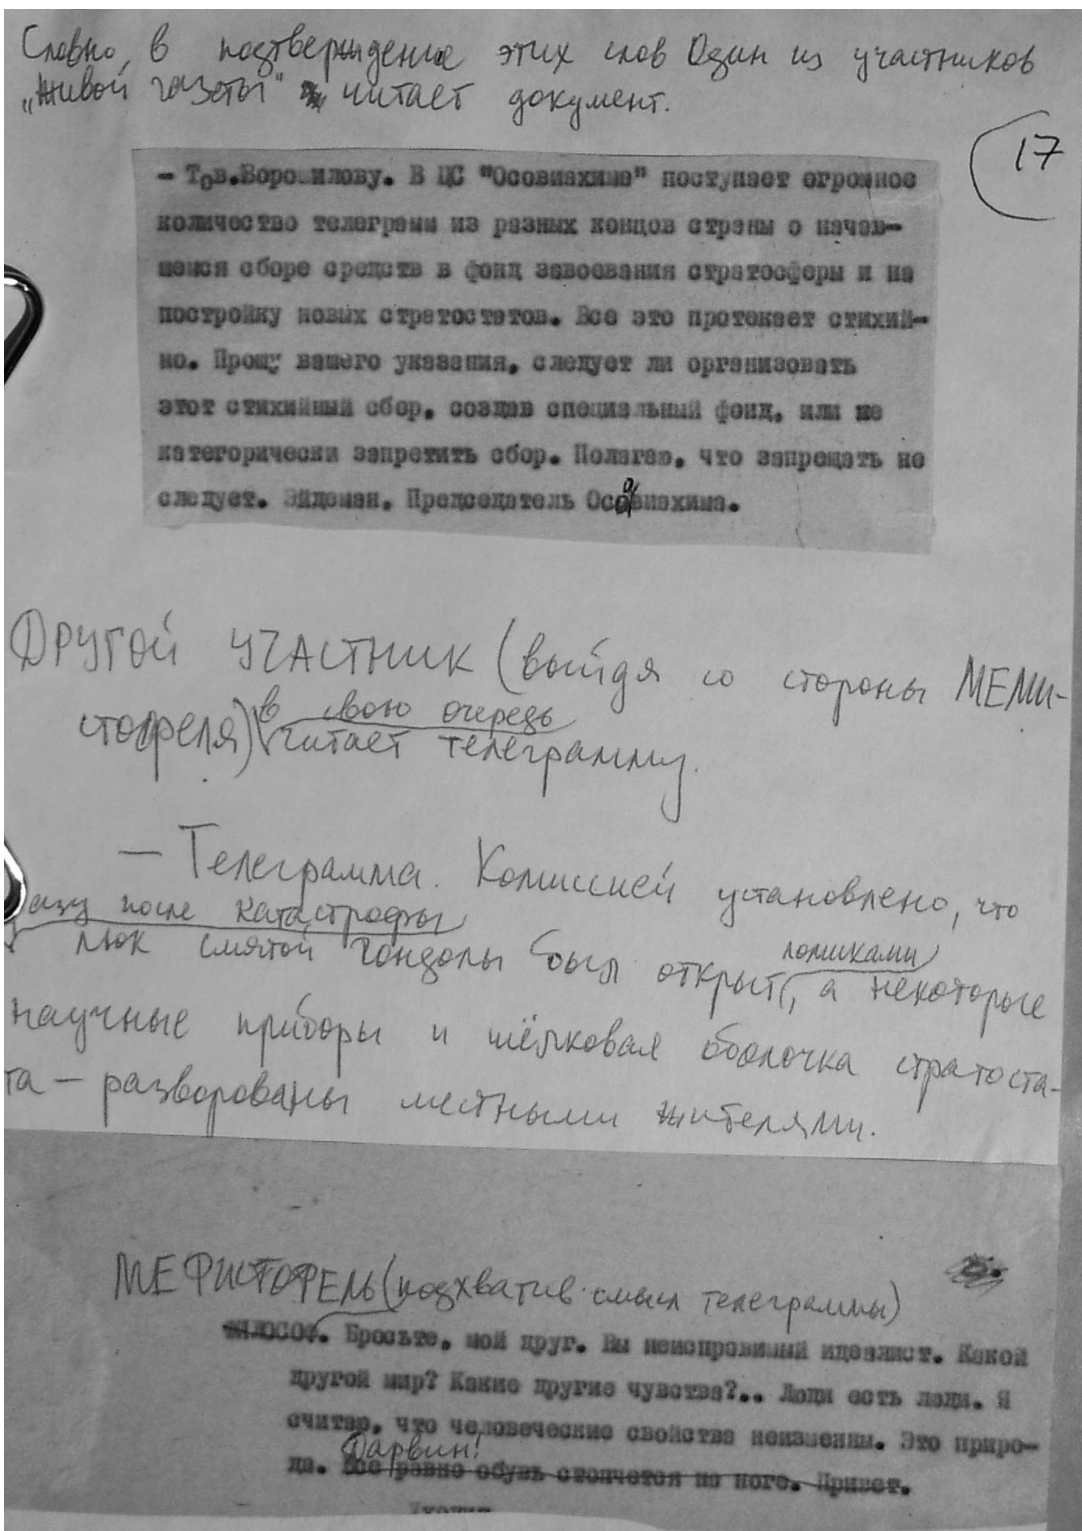 Словно, в подтверждение этих слов Один из участников
„Живой газеты" читает документ.
17
- Тов.Ворошилову. В ЦС "Осовиахима" поступает огромное
количество телеграмм из разных концов страны о начав-
шемся сборе средств в фонд завоевания стратосферы и на
постройку новых стратостатов. Все это протекает стихий-
но. Прошу вашего указания, следует ли организовать
этот стихийный сбор, создав специальный фонд, или же
категорически запретить сбор. Полагаю, что запрещать не
следует. Эйдеман. Председатель Осоавиахима.
ДРУГОЙ УЧАСТНИК (выйдя со стороны МЕФИ-
стофеля) в свою очередь
читает телеграмму.
— Телеграмма. Комиссией установлено, что
сразу после катастрофы
люк смятой гондолы был открыт ломиками, а некоторые
научные приборы и шёлковая оболочка стратоста-
та — разворованы местными жителями.
МЕФИСТОФЕЛЬ (подхватив смысл телеграммы)
ФИЛОСОФ. Бросьте, мой друг. Вы неисправимый идеалист. Какой
другой мир? Какие другие чувства?.. Люди есть люди. Я
считаю, что человеческие свойства неизменны. Это приро-
Дарвин!
да. Все равно обувь стопчется по ноге. Привет.